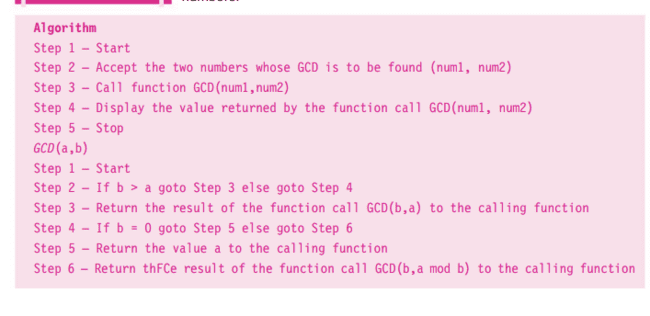 numbers.
Algorithm
Step 1 – Start
Step 2 – Accept the two numbers whose GCD is to be found (num1, num2)
Step 3 – Call function GCD(num1,num2)
Step 4 – Display the value returned by the function call GCD(num1, num2)
Step 5 – Stop
GCD(a,b)
Step 1 – Start
Step 2 – If b > a goto Step 3 else goto Step 4
Step 3 – Return the result of the function call GCD(b,a) to the calling function
Step 4 – If b = 0 goto Step 5 else goto Step 6
Step 5 – Return the value a to the calling function
Step 6 – Return thFCe result of the function call GCD(b,a mod b) to the calling function